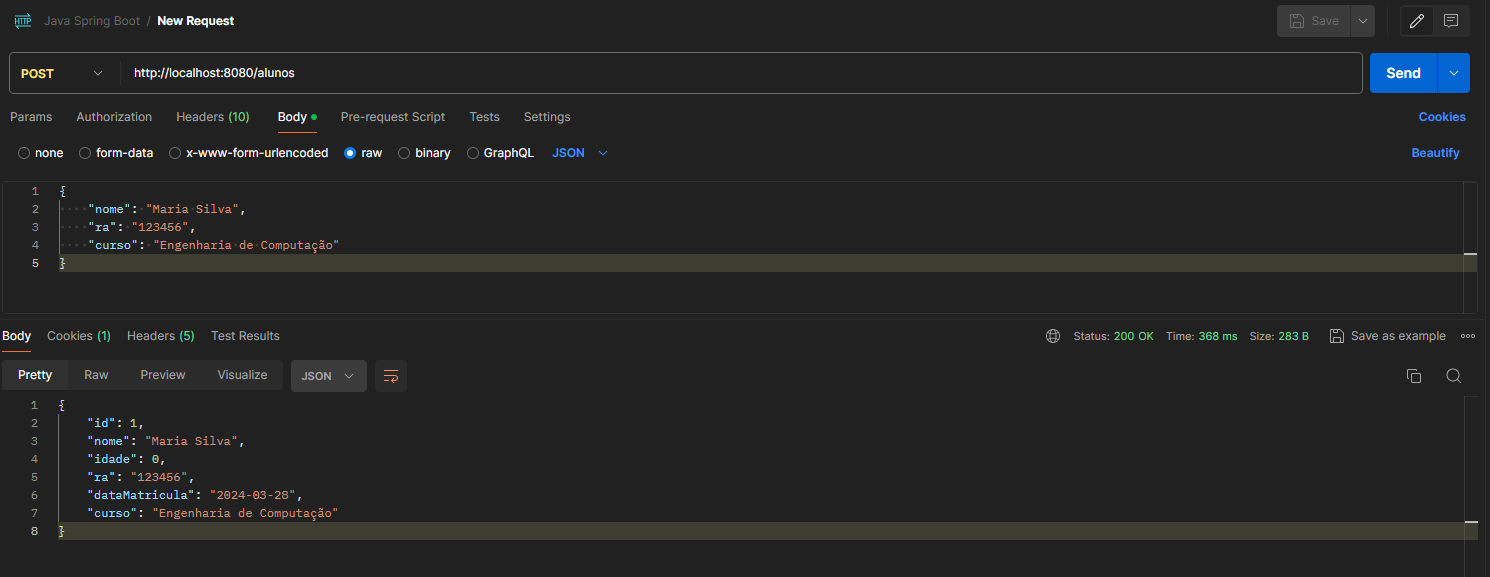 HTTP Java Spring Boot / New Request Save
POST http://localhost:8080/alunos Send
Params Authorization Headers (10) Body Pre-request Script Tests Settings Cookies
none form-data x-www-form-urlencoded raw binary GraphQL JSON Beautify
1 {
2 "nome": "Maria Silva",
3 "ra": "123456",
4 "curso": "Engenharia de Computação"
5 }
Body Cookies (1) Headers (5) Test Results Status: 200 OK Time: 368 ms Size: 283 B Save as example
Pretty Raw Preview Visualize JSON
1 {
2 "id": 1,
3 "nome": "Maria Silva",
4 "idade": 0,
5 "ra": "123456",
6 "dataMatricula": "2024-03-28",
7 "curso": "Engenharia de Computação"
8 }